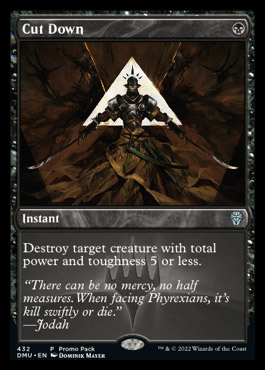 Cut Down
Instant
Destroy target creature with total
power and toughness 5 or less.
“There can be no mercy, no half
measures. When facing Phyrexians, it’s
kill swiftly or die.”
—Jodah
432 P Promo Pack
DMU • EN Dominik Mayer
™ & © 2022 Wizards of the Coast